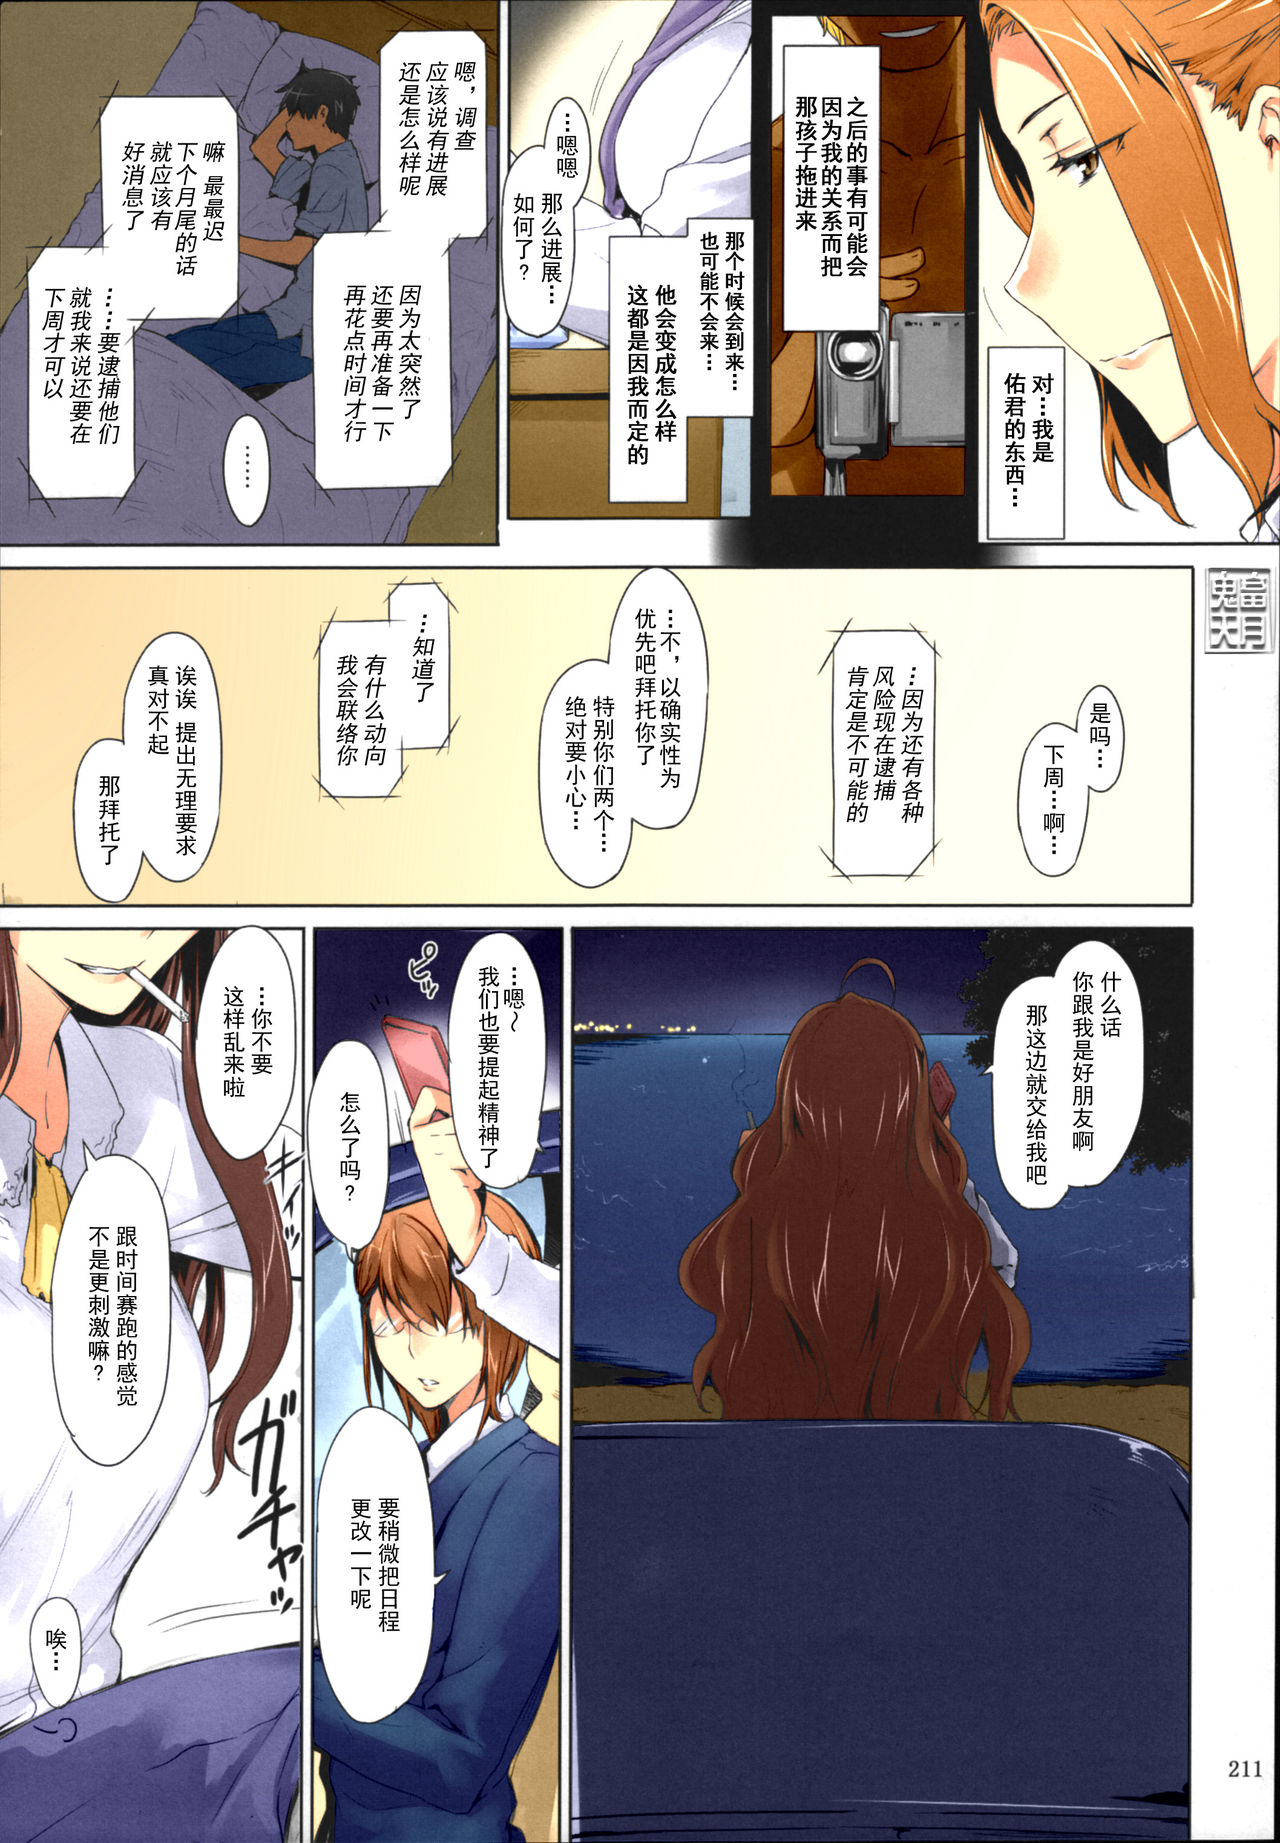 对…我是
佑君的东西…
之后的事有可能会
因为我的关系而把
那孩子拖进来
那个时候会到来…
也可能不会来…
他会变成怎么样
这都是因我而定的
…嗯嗯
那么进展…
如何了？
嗯，调查
应该说有进展
还是怎么样呢
因为太突然了
还要再准备一下
再花点时间才行
嘛 最最迟
下个月尾的话
就应该有
好消息了
……要逮捕他们
就我来说还要在
下周才可以
……
鬼畜
天月
是吗…
下周…啊
…因为还有各种
风险现在逮捕
肯定是不可能的
…不，以确实性为
优先吧拜托你了
特别你们两个…
绝对要小心…
…知道了
有什么动向
我会联络你
诶诶 提出无理要求
真对不起
那拜托了
什么话
你跟我是好朋友啊
那这边就交给我吧
ピッ
…嗯～
我们也要提起精神了
怎么了吗？
要稍微把日程
更改一下呢
…你不要
这样乱来啦
キィッ
跟时间赛跑的感觉
不是更刺激嘛？
ガチャッ
唉…
211